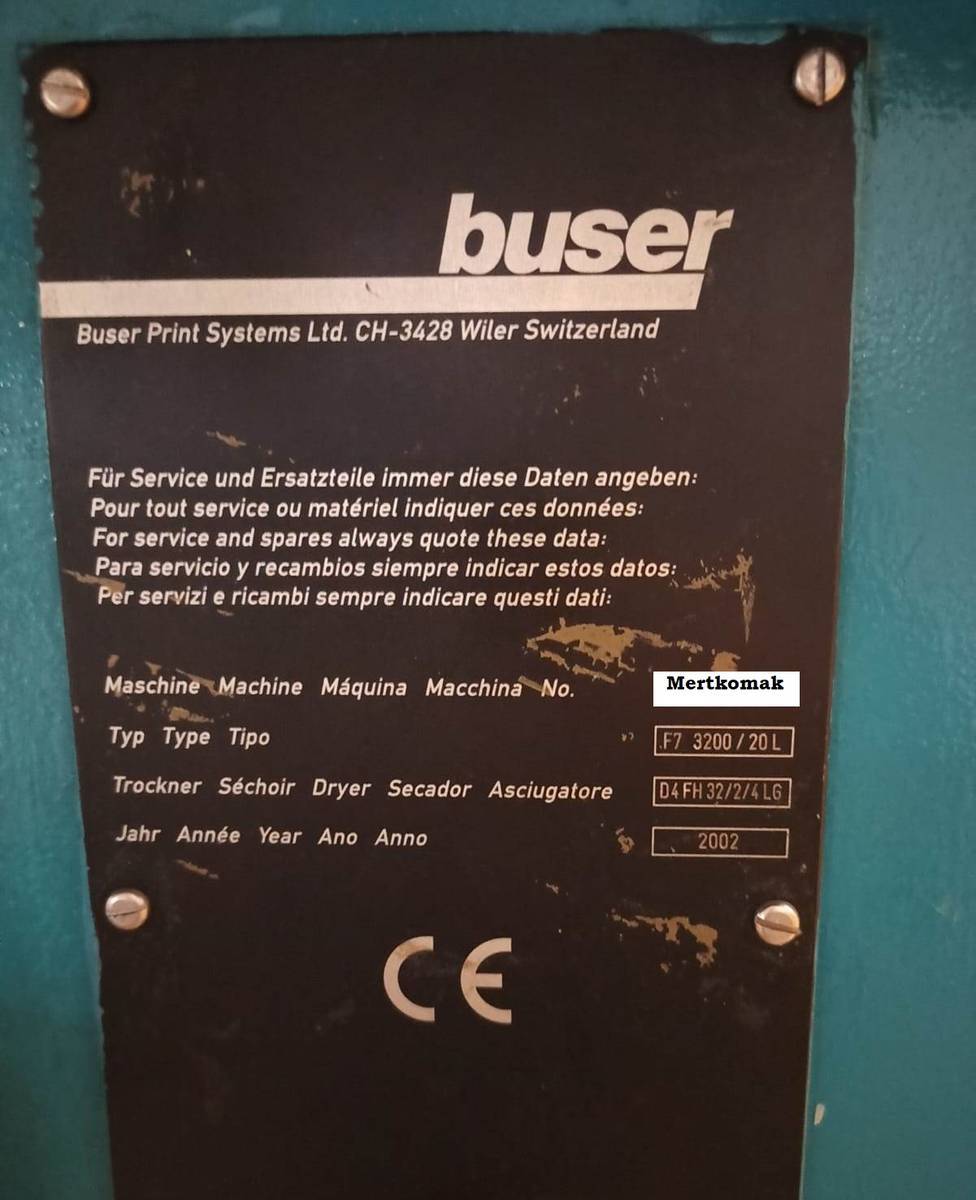 buser
Buser Print Systems Ltd. CH-3428 Wiler Switzerland
Für Service und Ersatzteile immer diese Daten angeben:
Pour tout service ou matériel indiquer ces données:
For service and spares always quote these data:
Para servicio y recambios siempre indicar estos datos:
Per servizi e ricambi sempre indicare questi dati:
Maschine Machine Máquina Macchina No. Mertkomak
Typ Type Tipo F7 3200 / 20 L
Trockner Séchoir Dryer Secador Asciugatore D4 FH 32/2/4 LG
Jahr Année Year Ano Anno 2002
CE